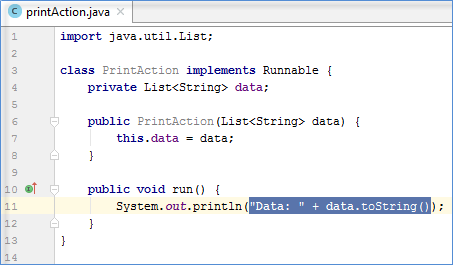 printAction.java
1 import java.util.List;
2
3 class PrintAction implements Runnable {
4 private List<String> data;
5
6 public PrintAction(List<String> data) {
7 this.data = data;
8 }
9
10 public void run() {
11 System.out.println("Data: " + data.toString());
12 }
13 }
14